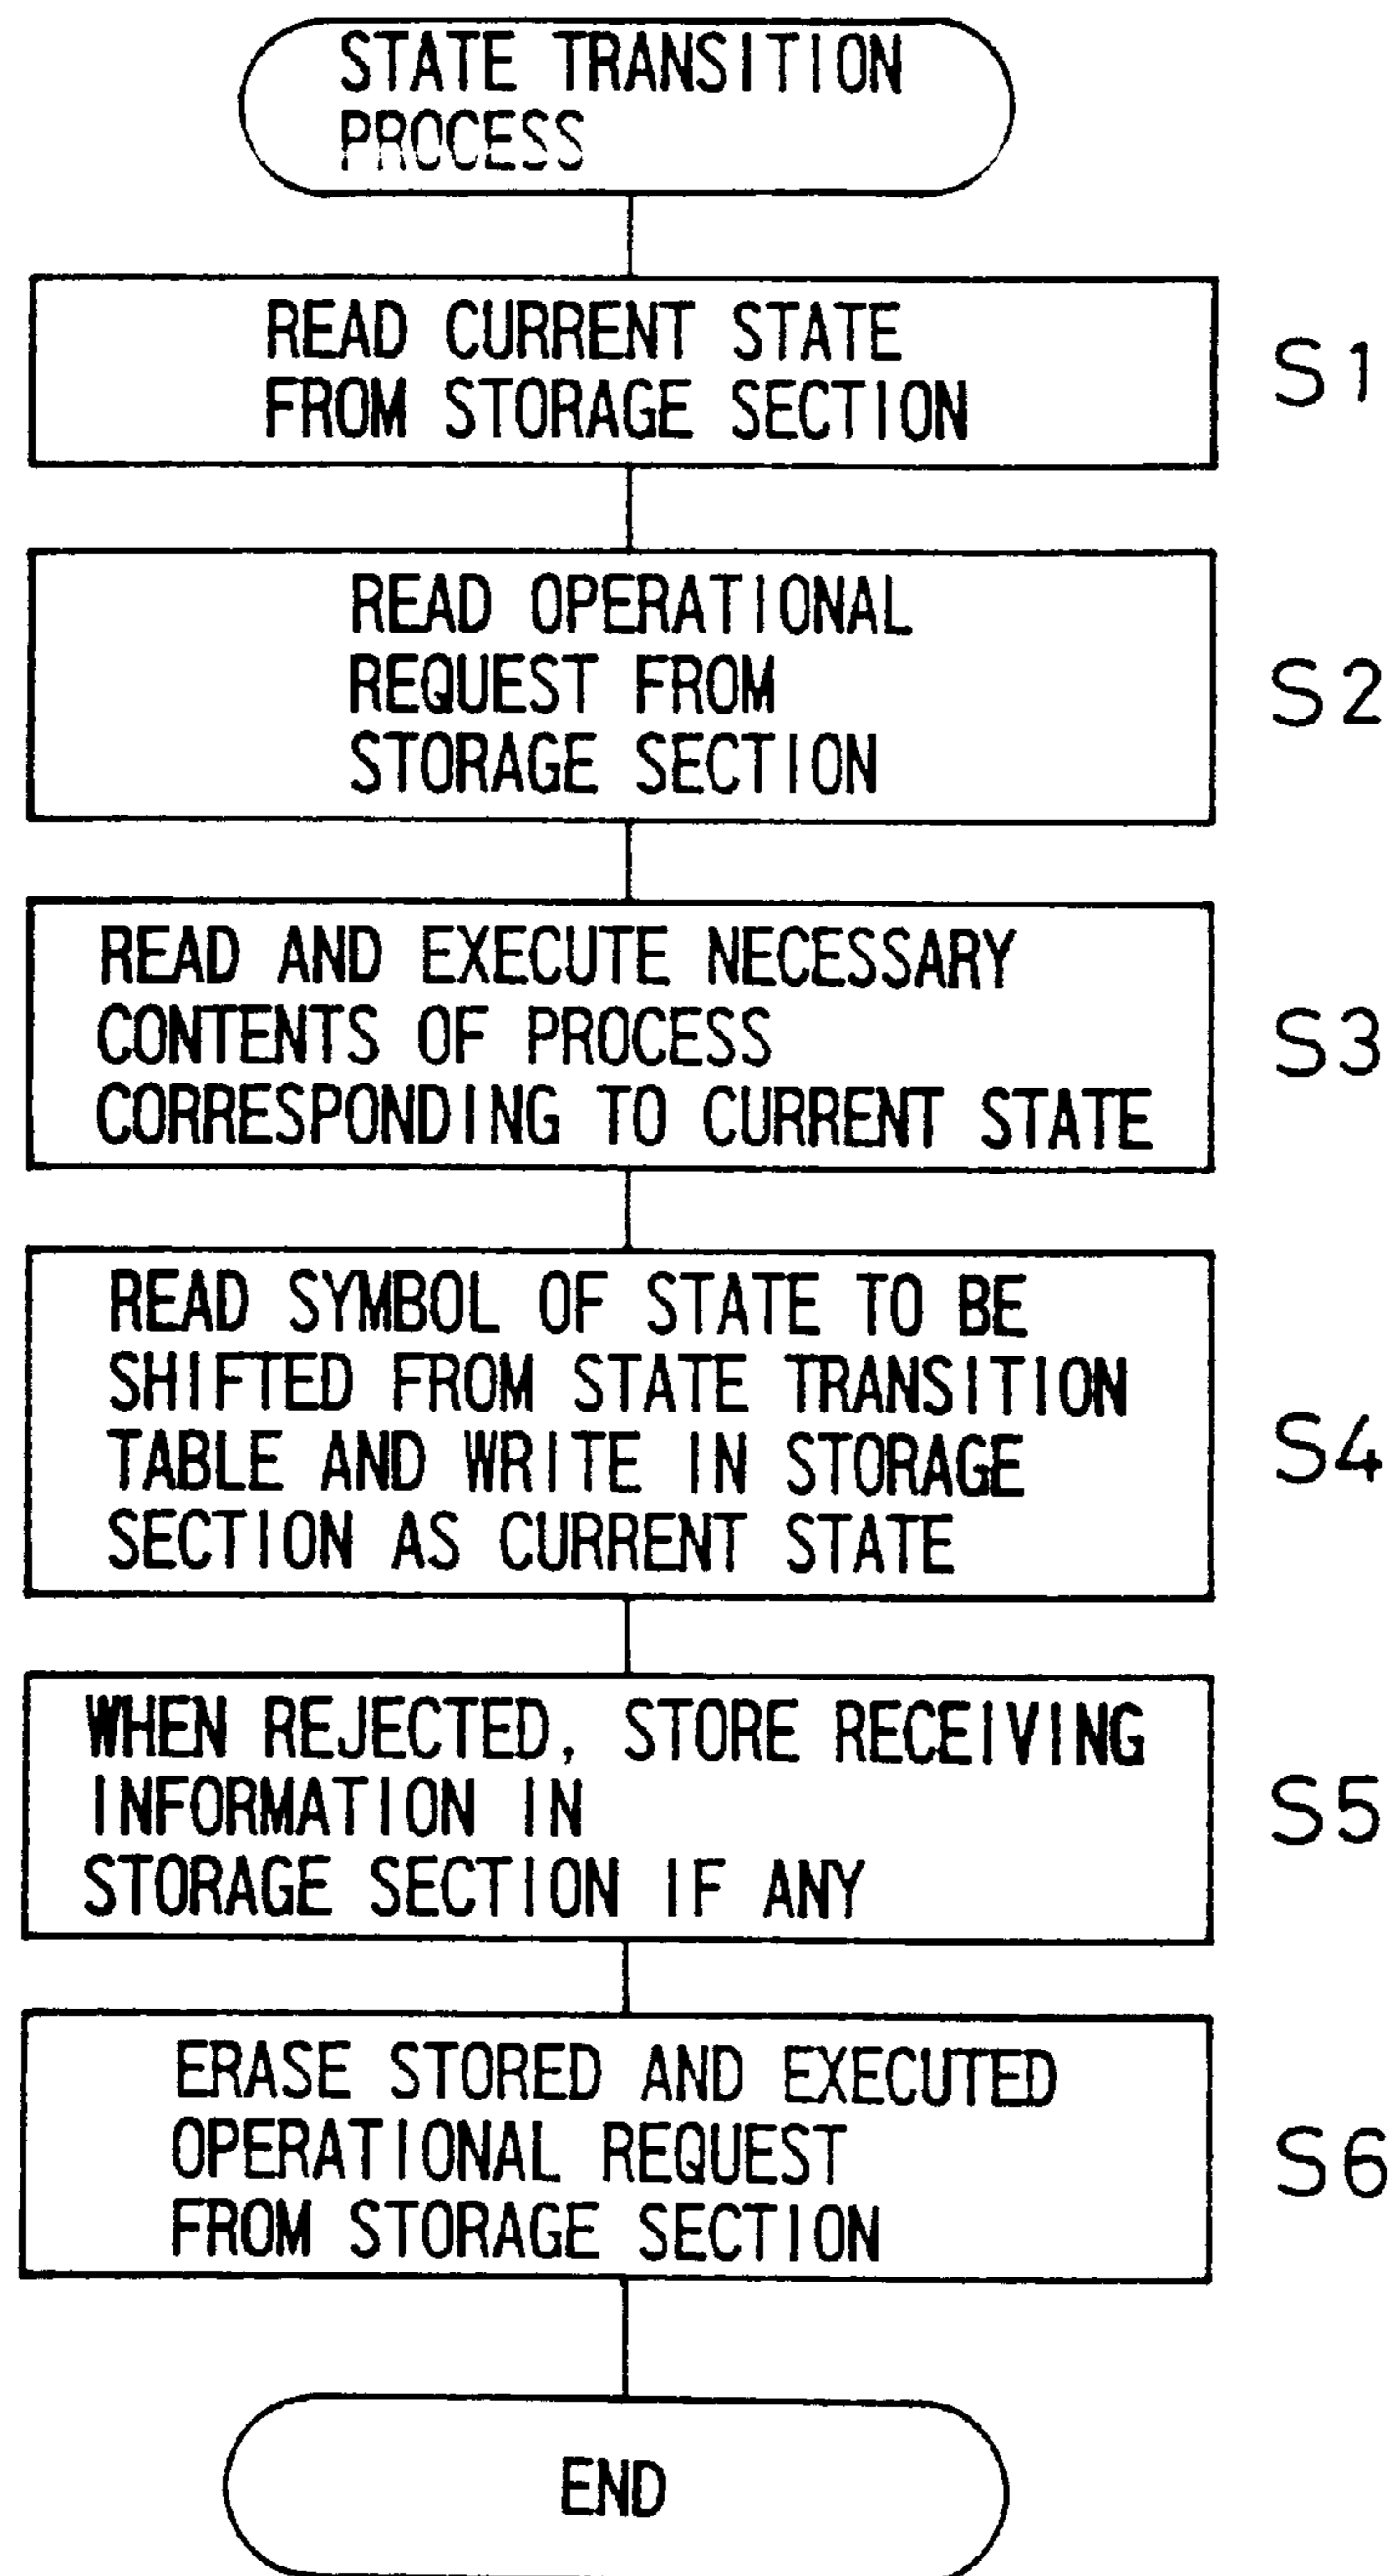 STATE TRANSITION
PROCESS
READ CURRENT STATE
FROM STORAGE SECTION
S1
READ OPERATIONAL
REQUEST FROM
STORAGE SECTION
S2
READ AND EXECUTE NECESSARY
CONTENTS OF PROCESS
CORRESPONDING TO CURRENT STATE
S3
READ SYMBOL OF STATE TO BE
SHIFTED FROM STATE TRANSITION
TABLE AND WRITE IN STORAGE
SECTION AS CURRENT STATE
S4
WHEN REJECTED, STORE RECEIVING
INFORMATION IN
STORAGE SECTION IF ANY
S5
ERASE STORED AND EXECUTED
OPERATIONAL REQUEST
FROM STORAGE SECTION
S6
END